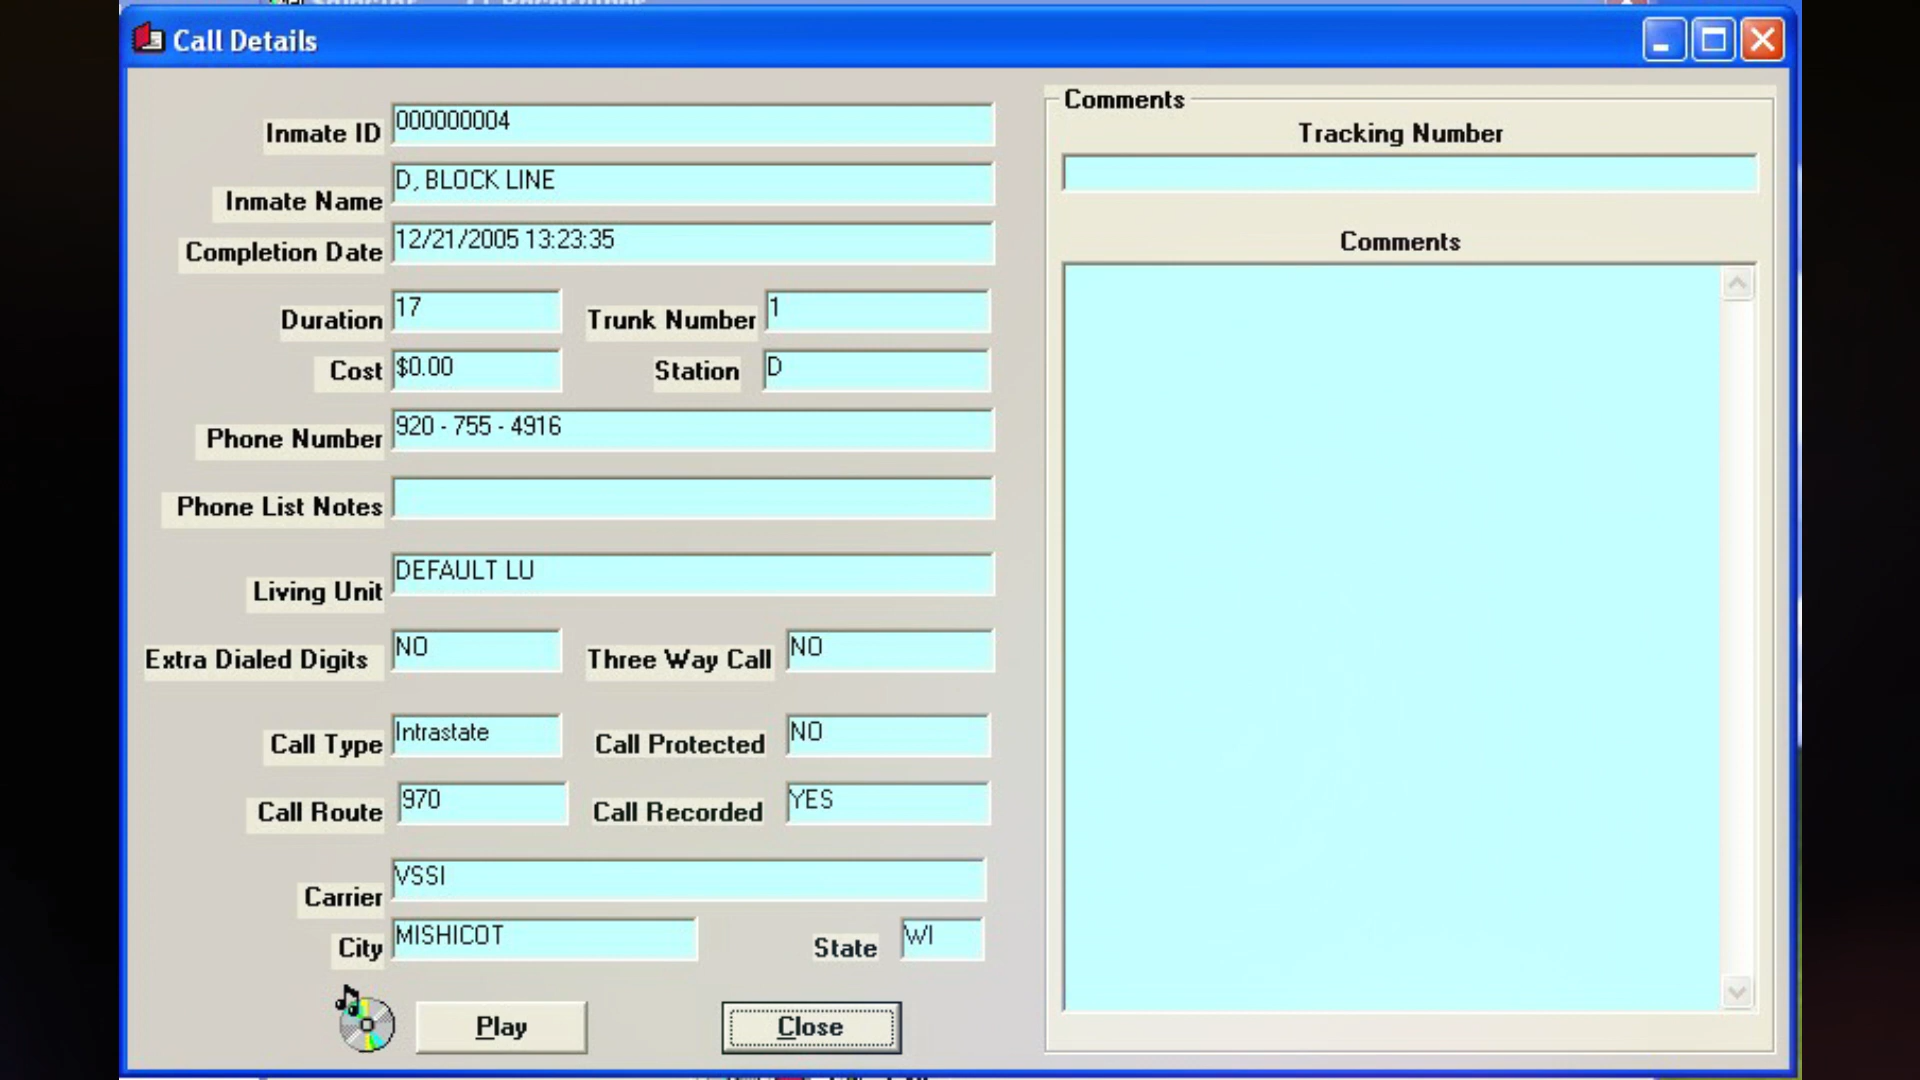 Call Details
Inmate ID 000000004
Inmate Name D, BLOCK LINE
Completion Date 12/21/2005 13:23:35
Duration 17 Trunk Number 1
Cost $0.00 Station D
Phone Number 920 - 755 - 4916
Phone List Notes
Living Unit DEFAULT LU
Extra Dialed Digits NO Three Way Call NO
Call Type Intrastate Call Protected NO
Call Route 970 Call Recorded YES
Carrier VSSI
City MISHICOT State WI
Play Close
Comments
Tracking Number
Comments